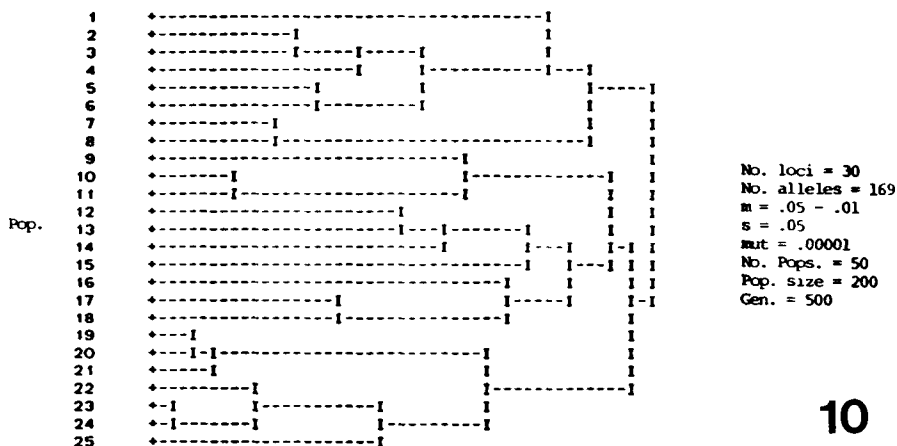 1
2
3
4
5
6
7
8
9
10
11
12
Pop. 13
14
15
16
17
18
19
20
21
22
23
24
25
No. loci = 30
No. alleles = 169
m = .05 - .01
s = .05
mut = .00001
No. Pops. = 50
Pop. size = 200
Gen. = 500
10